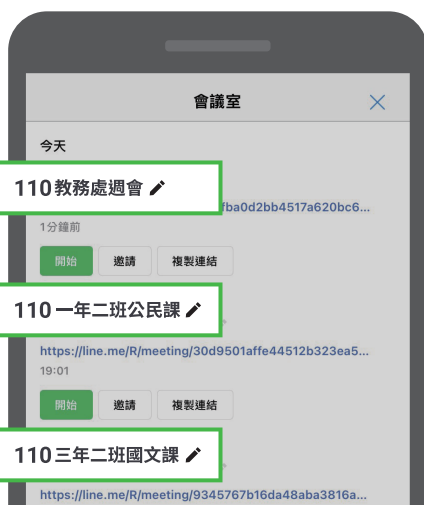 會議室
今天
110教務處週會
fba0d2bb4517a620bc6...
1分鐘前
開始 邀請 複製連結
110一年二班公民課
https://line.me/R/meeting/30d9501affe44512b323ea5...
19:01
開始 邀請 複製連結
110三年二班國文課
https://line.me/R/meeting/9345767b16da48aba3816a...